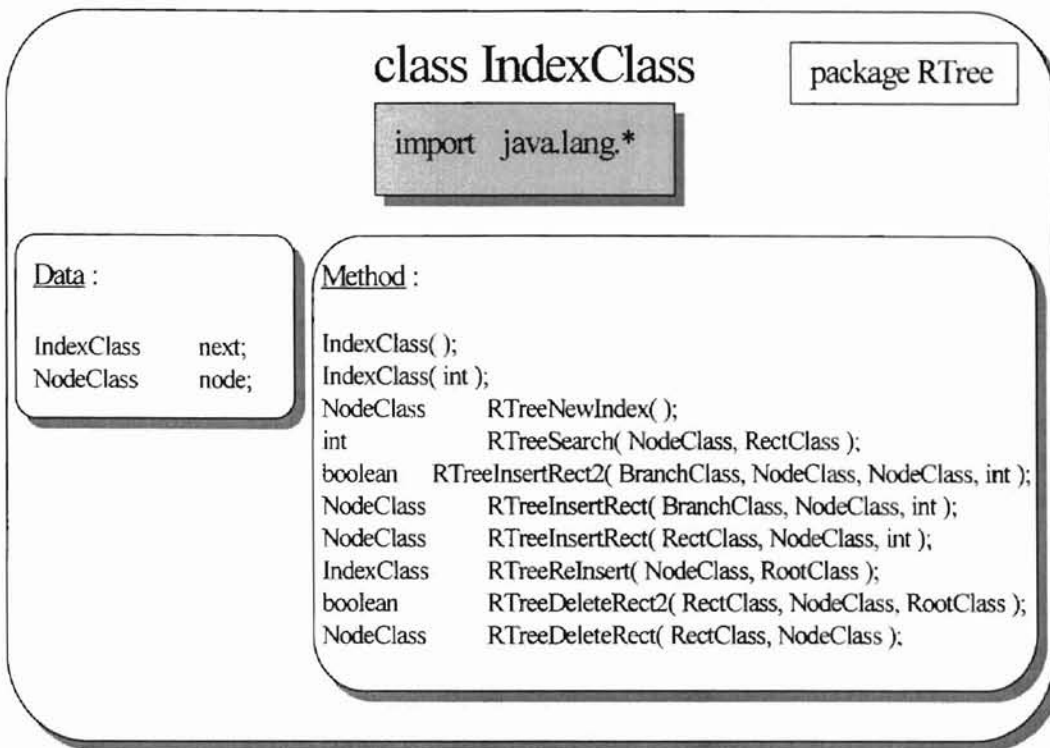 class IndexClass
package RTree
import java.lang.*
Data :
IndexClass next;
NodeClass node;
Method :
IndexClass( );
IndexClass( int );
NodeClass RTreeNewIndex( );
int RTreeSearch( NodeClass, RectClass );
boolean RTreeInsertRect2( BranchClass, NodeClass, NodeClass, int );
NodeClass RTreeInsertRect( BranchClass, NodeClass, int );
NodeClass RTreeInsertRect( RectClass, NodeClass, int );
IndexClass RTreeReInsert( NodeClass, RootClass );
boolean RTreeDeleteRect2( RectClass, NodeClass, RootClass );
NodeClass RTreeDeleteRect( RectClass, NodeClass );